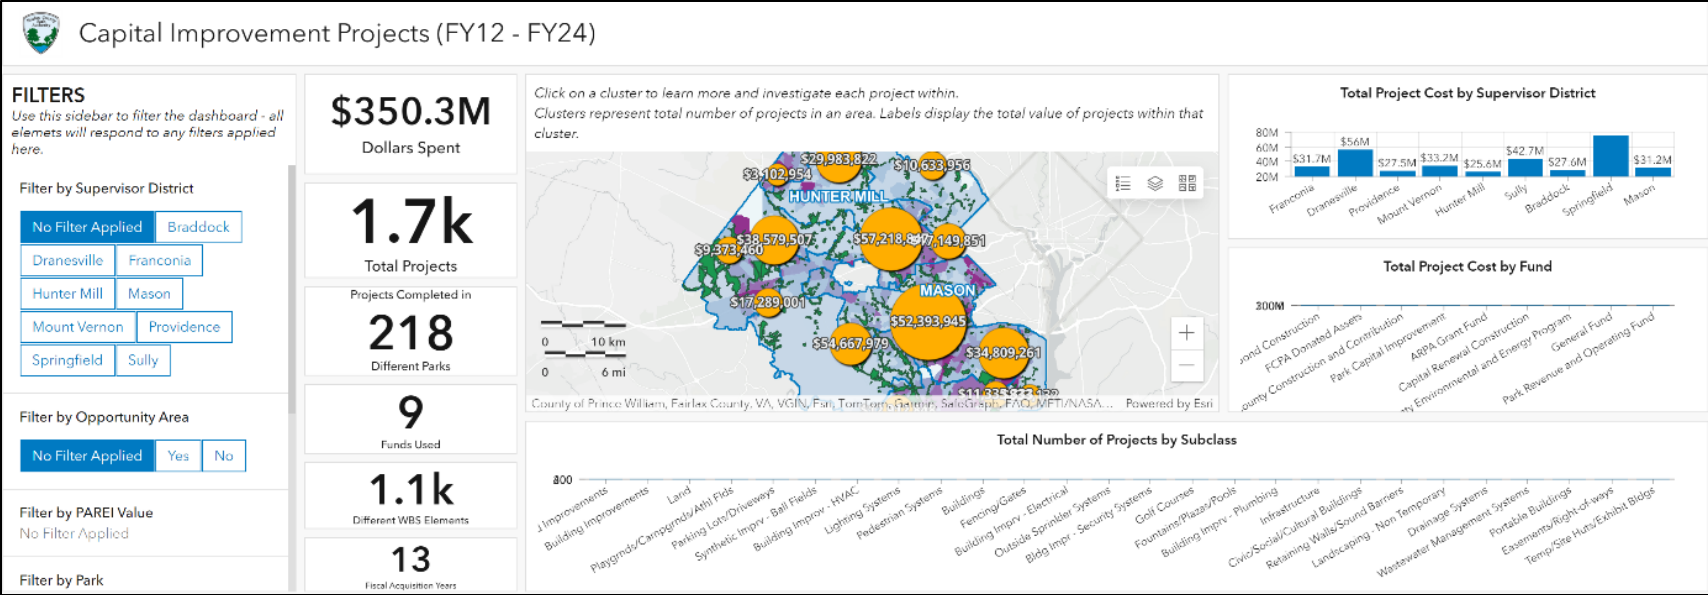 Capital Improvement Projects (FY12 - FY24)
FILTERS
Use this sidebar to filter the dashboard - all
elemets will respond to any filters applied
here.
Filter by Supervisor District
No Filter Applied
Braddock
Dranesville
Franconia
Hunter Mill
Mason
Mount Vernon
Providence
Springfield
Sully
Filter by Opportunity Area
No Filter Applied
Yes
No
Filter by PAREI Value
No Filter Applied
Filter by Park
$350.3M
Dollars Spent
1.7k
Total Projects
Projects Completed in
218
Different Parks
9
Funds Used
1.1k
Different WBS Elements
13
Fiscal Acquisition Years
Click on a cluster to learn more and investigate each project within.
Clusters represent total number of projects in an area. Labels display the total value of projects within that
cluster.
$29,983,822
$10,633,956
$3,102,954
HUNTER MILL
$38,579,507
$9,373,460
$57,218,
7,149,851
$17,289,001
MASON
$52,393,945
$54,667,979
$34,809,261
0 10 km
0 6 mi
+
−
County of Prince William, Fairfax County, VA, VGIN, Esri, TomTom, Garmin, SafeGraph, FAO, METI/NASA...
Powered by Esri
Total Project Cost by Supervisor District
80M
60M
40M
20M
$31.7M
$56M
$27.5M
$33.2M
$25.6M
$42.7M
$27.6M
$31.2M
Franconia
Dranesville
Providence
Mount Vernon
Hunter Mill
Sully
Braddock
Springfield
Mason
Total Project Cost by Fund
ond Construction
FCPA Donated Assets
ounty Construction and Contribution
Park Capital Improvement
ARPA Grant Fund
Capital Renewal Construction
ty Environmental and Energy Program
General Fund
Park Revenue and Operating Fund
Total Number of Projects by Subclass
Improvements
Building Improvements
Land
Playgrnds/Campgrnds/Athl Flds
Parking Lots/Driveways
Synthetic Imprv - Ball Fields
Building Improv - HVAC
Lighting Systems
Pedestrian Systems
Buildings
Fencing/Gates
Building Imprv - Electrical
Outside Sprinkler Systems
Bldg Impr - Security Systems
Golf Courses
Fountains/Plazas/Pools
Building Imprv - Plumbing
Infrastructure
Civic/Social/Cultural Buildings
Retaining Walls/Sound Barriers
Landscaping - Non Temporary
Drainage Systems
Wastewater Management Systems
Portable Buildings
Easements/Right-of-ways
Temp/Site Huts/Exhibit Bldgs